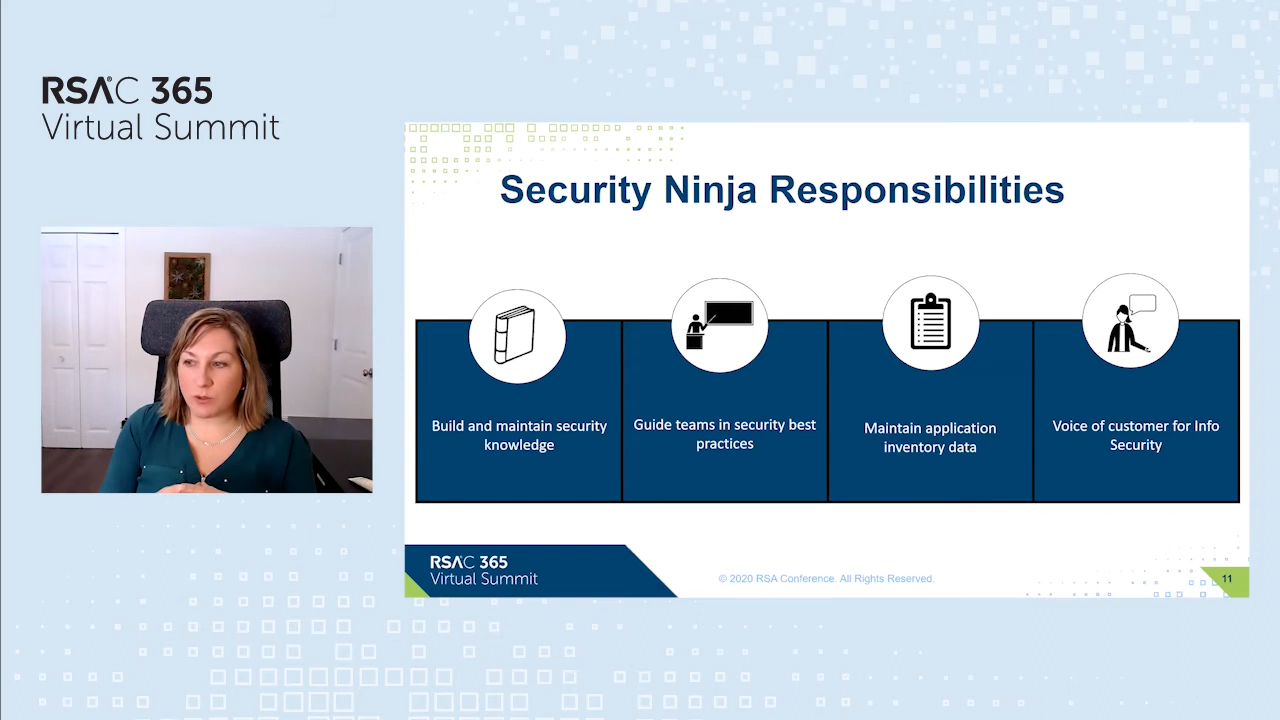 RSAC 365
Virtual Summit
Security Ninja Responsibilities
Build and maintain security
knowledge
Guide teams in security best
practices
Maintain application
inventory data
Voice of customer for Info
Security
RSAC 365
Virtual Summit
© 2020 RSA Conference. All Rights Reserved.
11